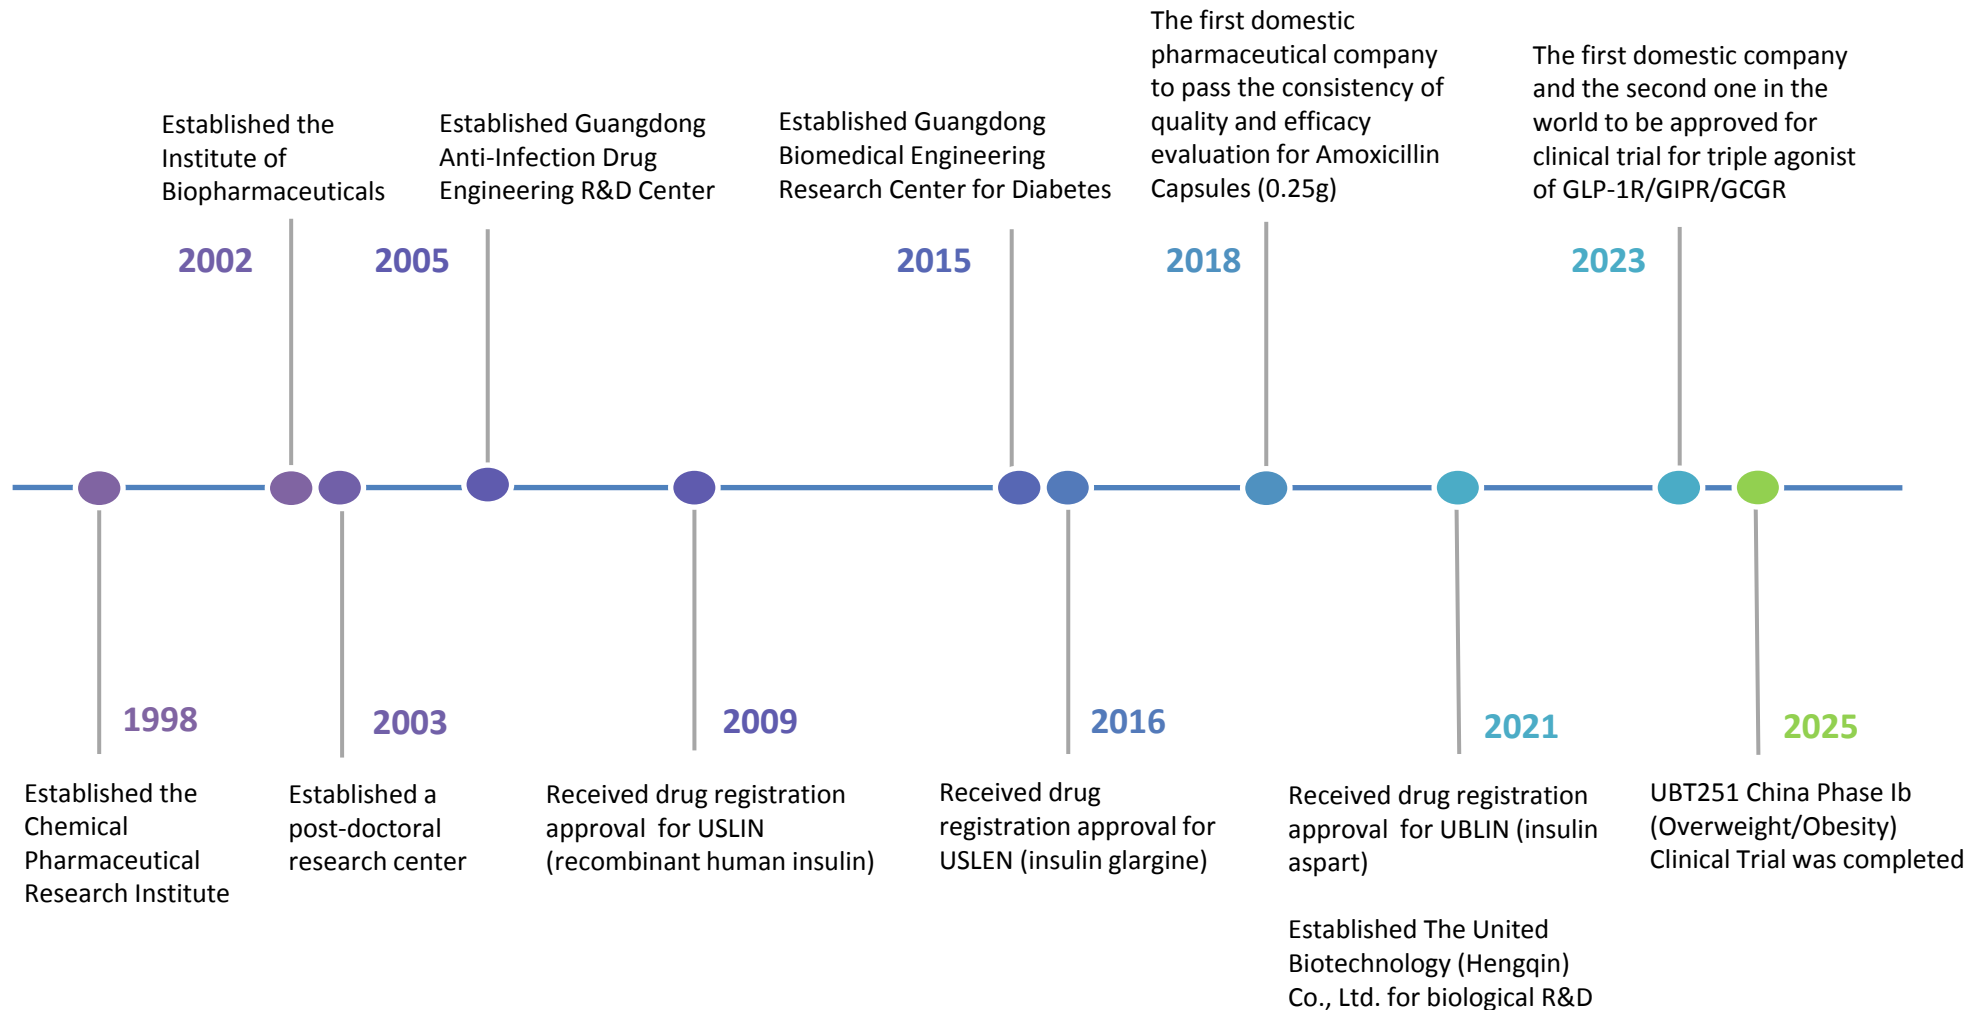 The first domestic
pharmaceutical company
to pass the consistency of
quality and efficacy
evaluation for Amoxicillin
Capsules (0.25g)
The first domestic company
and the second one in the
world to be approved for
clinical trial for triple agonist
of GLP-1R/GIPR/GCGR
Established the
Institute of
Biopharmaceuticals
Established Guangdong
Anti-Infection Drug
Engineering R&D Center
Established Guangdong
Biomedical Engineering
Research Center for Diabetes
2002
2005
2015
2018
2023
1998
2003
2009
2016
2021
2025
Established the
Chemical
Pharmaceutical
Research Institute
Established a
post-doctoral
research center
Received drug registration
approval  for USLIN
(recombinant human insulin)
Received drug
registration approval for
USLEN (insulin glargine)
Received drug registration
approval  for UBLIN (insulin
aspart)
Established The United
Biotechnology (Hengqin)
Co., Ltd. for biological R&D
UBT251 China Phase Ib
(Overweight/Obesity)
Clinical Trial was completed